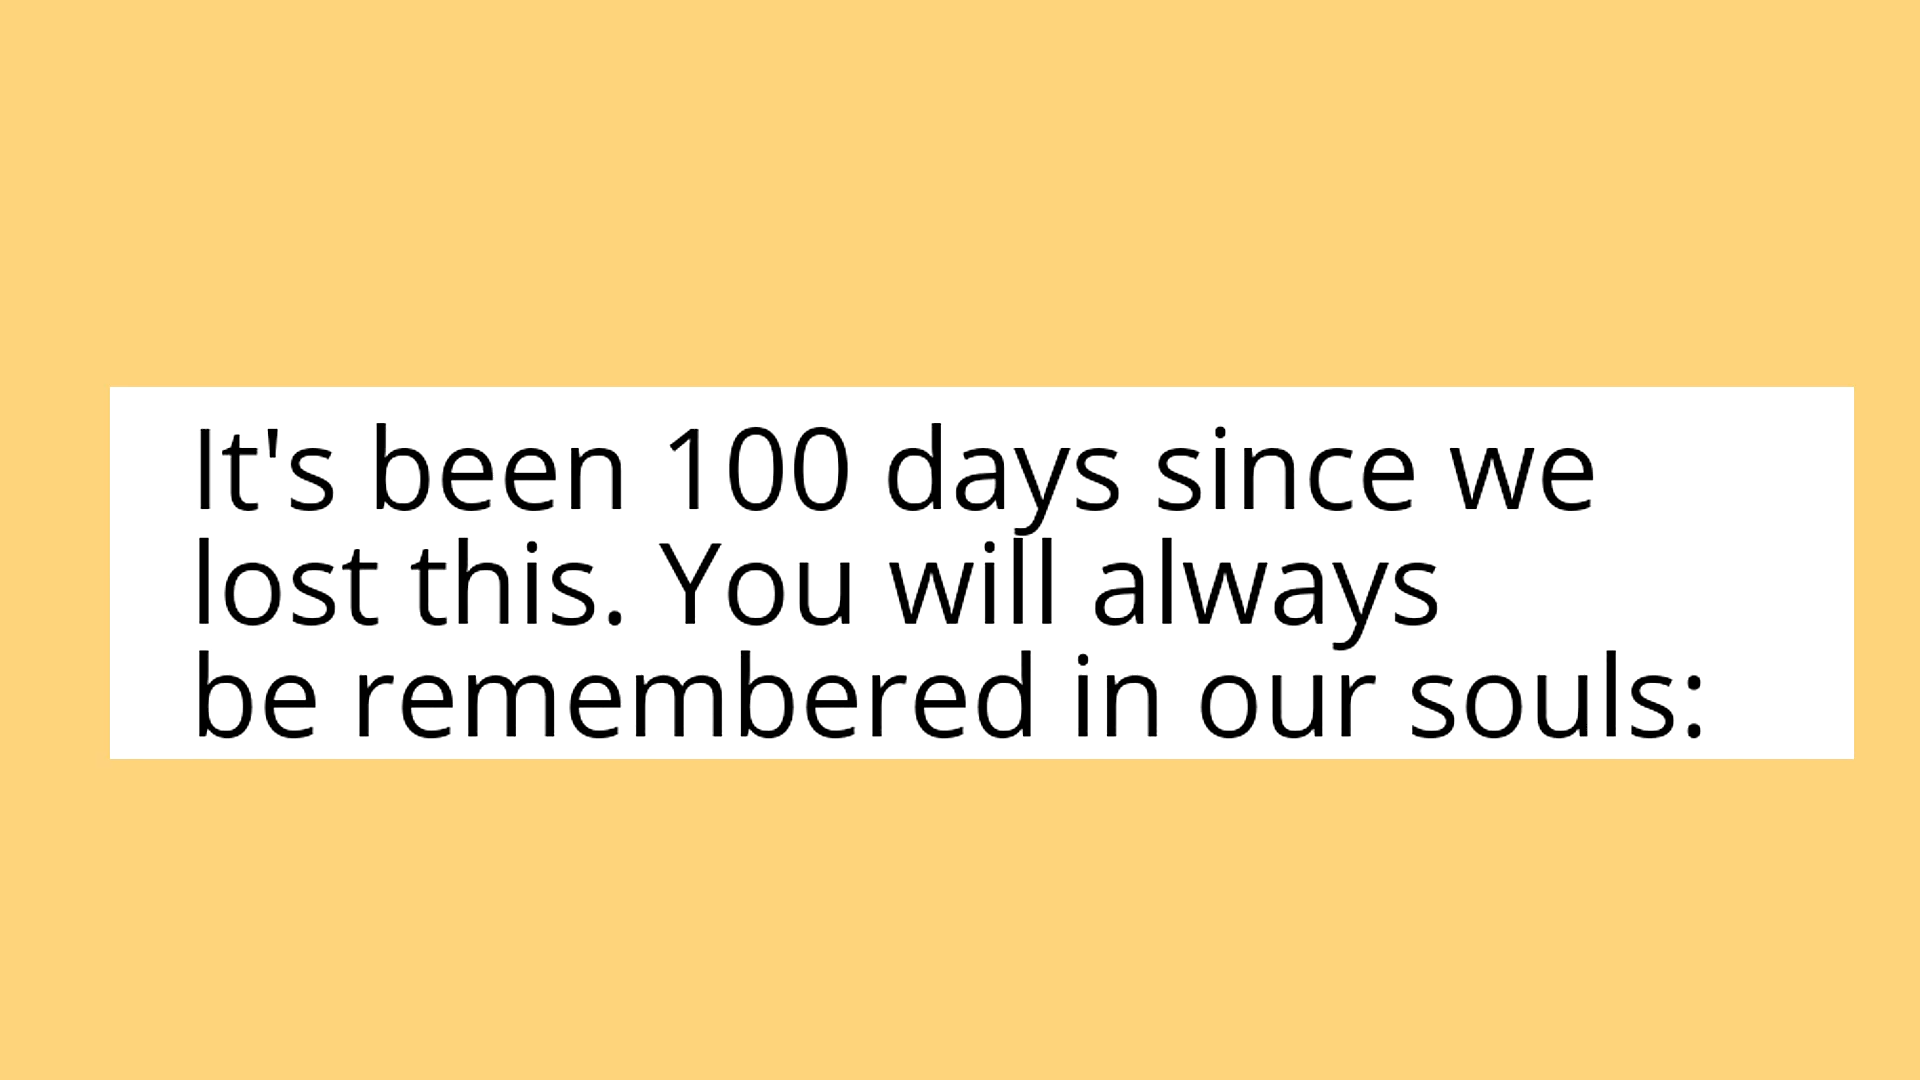 It's been 100 days since we
lost this. You will always
be remembered in our souls: